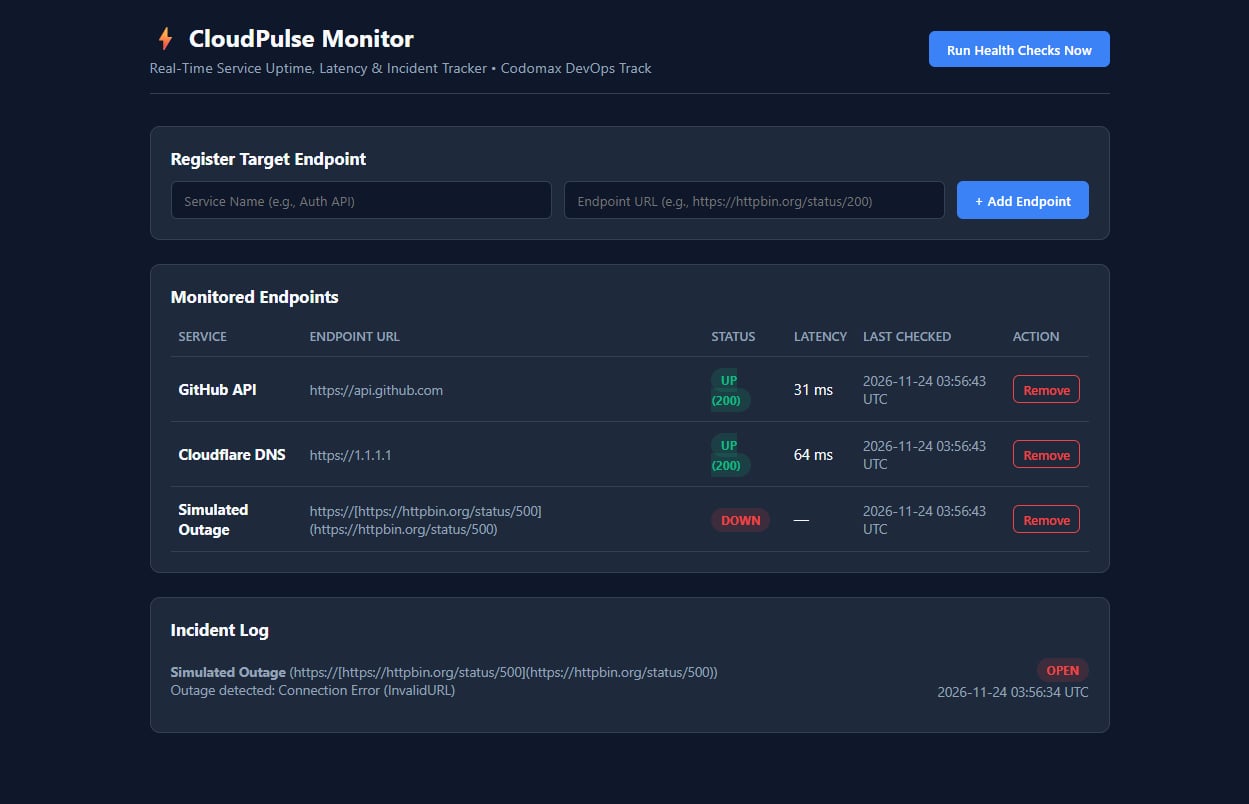 ⚡ CloudPulse Monitor
Real-Time Service Uptime, Latency & Incident Tracker • Codomax DevOps Track
Run Health Checks Now
Register Target Endpoint
Service Name (e.g., Auth API)
Endpoint URL (e.g., https://httpbin.org/status/200)
+ Add Endpoint
Monitored Endpoints
SERVICE ENDPOINT URL STATUS LATENCY LAST CHECKED ACTION
GitHub API
https://api.github.com
UP
(200)
31 ms
2026-11-24 03:56:43
UTC
Remove
Cloudflare DNS
https://1.1.1.1
UP
(200)
64 ms
2026-11-24 03:56:43
UTC
Remove
Simulated
Outage
https://[https://httpbin.org/status/500]
(https://httpbin.org/status/500)
DOWN
—
2026-11-24 03:56:43
UTC
Remove
Incident Log
Simulated Outage (https://[https://httpbin.org/status/500](https://httpbin.org/status/500))
Outage detected: Connection Error (InvalidURL)
OPEN
2026-11-24 03:56:34 UTC